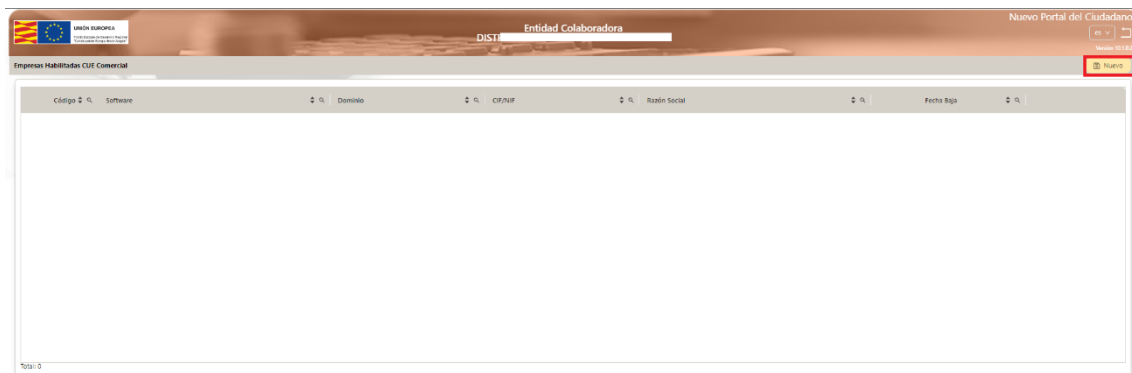 Nuevo Portal del Ciudadano
UNIÓN EUROPEA
Entidad Colaboradora
DIST
es
Empresas Habilitadas CUE Comercial
Nuevo
Código Software Dominio CIF/NIF Razón Social Fecha Baja
Total: 0